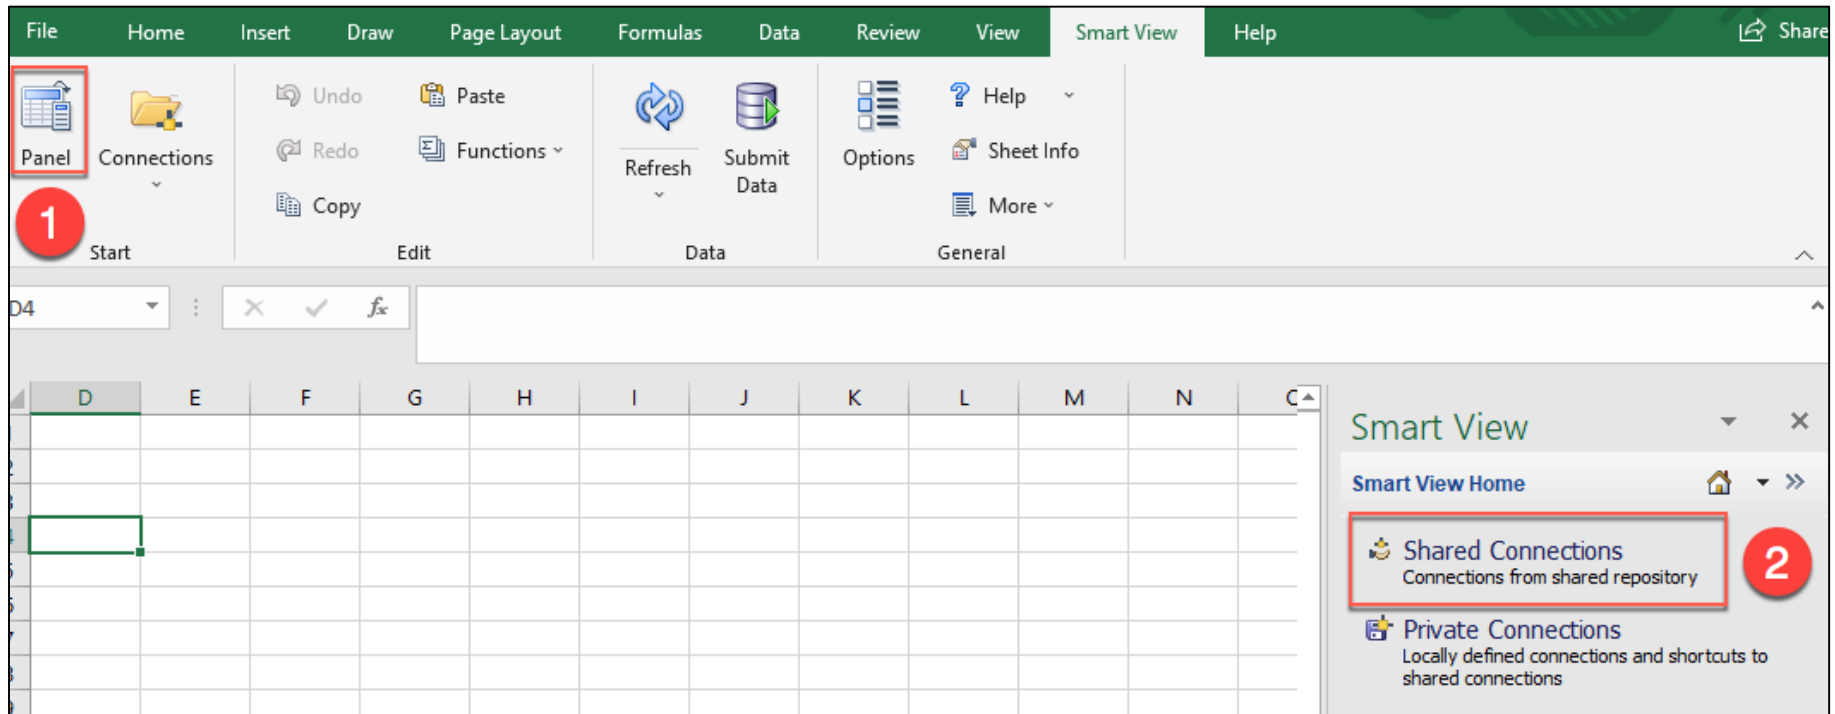 File Home Insert Draw Page Layout Formulas Data Review View Smart View Help Share
Undo Paste Help
Panel Connections Redo Functions Refresh Submit Data Options Sheet Info
Copy More
1
Start Edit Data General
D4 fx
D E F G H I J K L M N
Smart View
Smart View Home
Shared Connections
Connections from shared repository
2
Private Connections
Locally defined connections and shortcuts to
shared connections